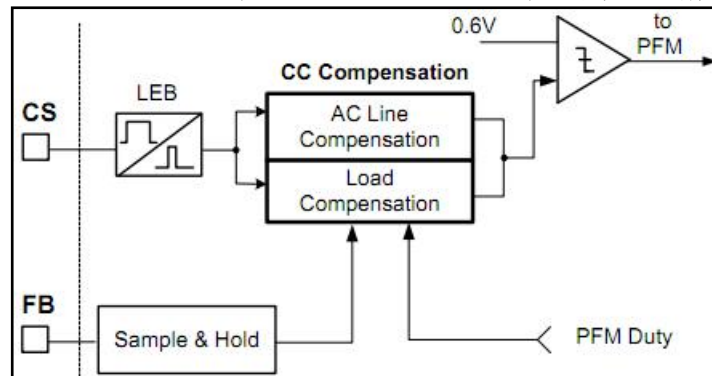 0.6V
to
PFM
CC Compensation
LEB
CS
AC Line
Compensation
Load
Compensation
FB
Sample & Hold
PFM Duty